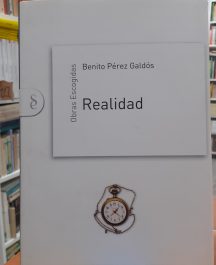 Obras Escogidas
Benito Pérez Galdós
Realidad